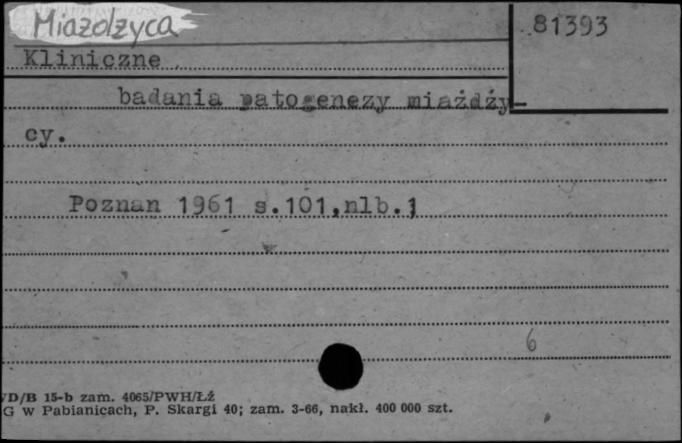 Miażdżyca
81393
Kliniczne
badania patogenezy miażdży-
cy.
Poznan 1961 s.101,nlb.1
6
D/B 15-b zam. 4065/PWH/Łź
G w Pabianicach, P. Skargi 40; zam. 3-66, nakł. 400 000 szt.